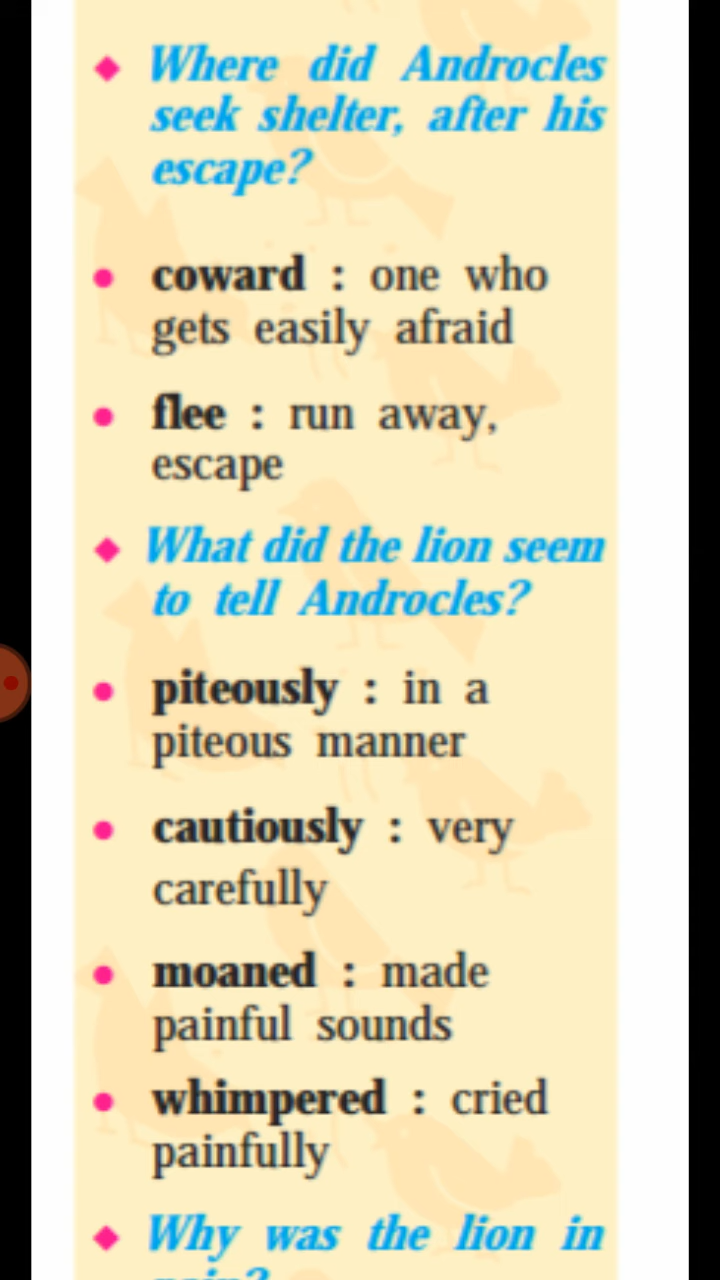 Where did Androcles
seek shelter, after his
escape?
coward : one who
gets easily afraid
flee : run away,
escape
What did the lion seem
to tell Androcles?
piteously : in a
piteous manner
cautiously : very
carefully
moaned : made
painful sounds
whimpered : cried
painfully
Why was the lion in